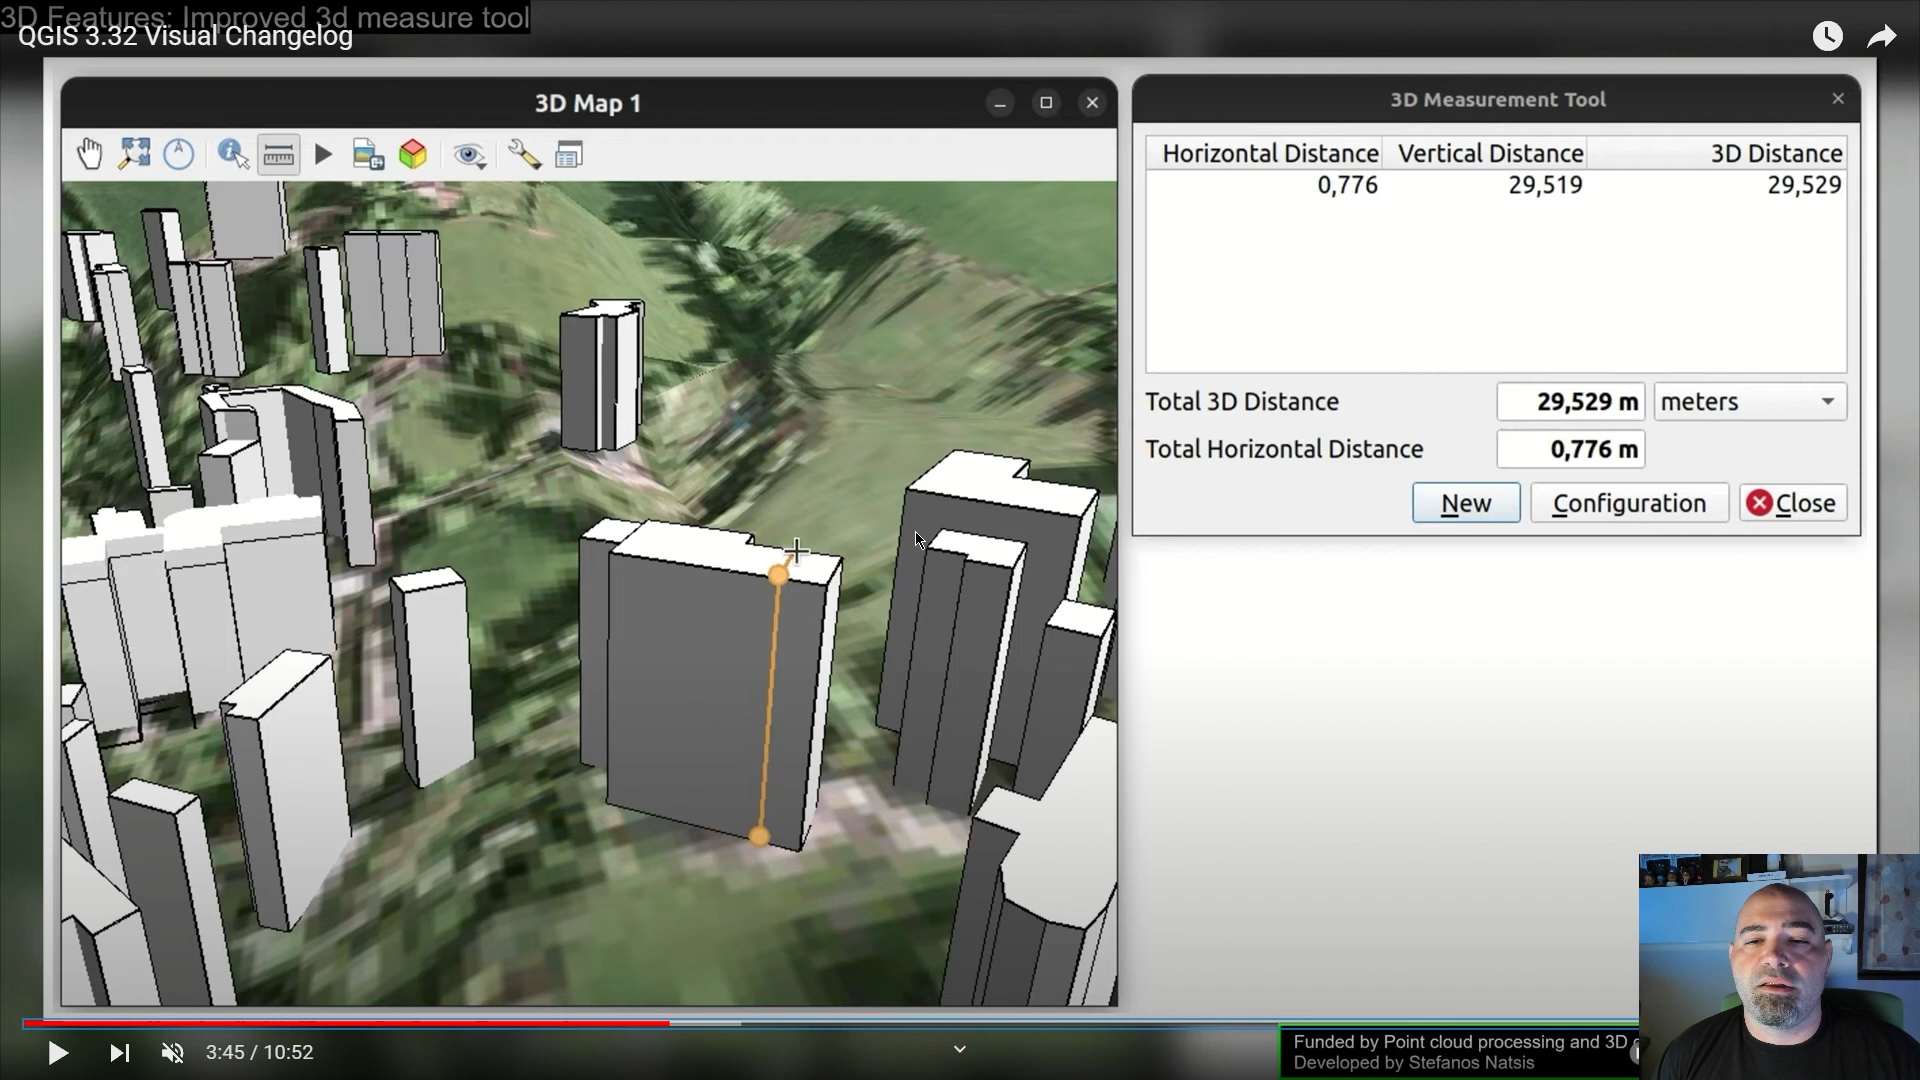 3D Features: Improved 3d measure tool
QGIS 3.32 Visual Changelog
3D Map 1
3D Measurement Tool
Horizontal Distance Vertical Distance 3D Distance
0,776 29,519 29,529
Total 3D Distance 29,529 m meters
Total Horizontal Distance 0,776 m
New Configuration Close
3:45 / 10:52
Funded by Point cloud processing and 3D
Developed by Stefanos Natsis